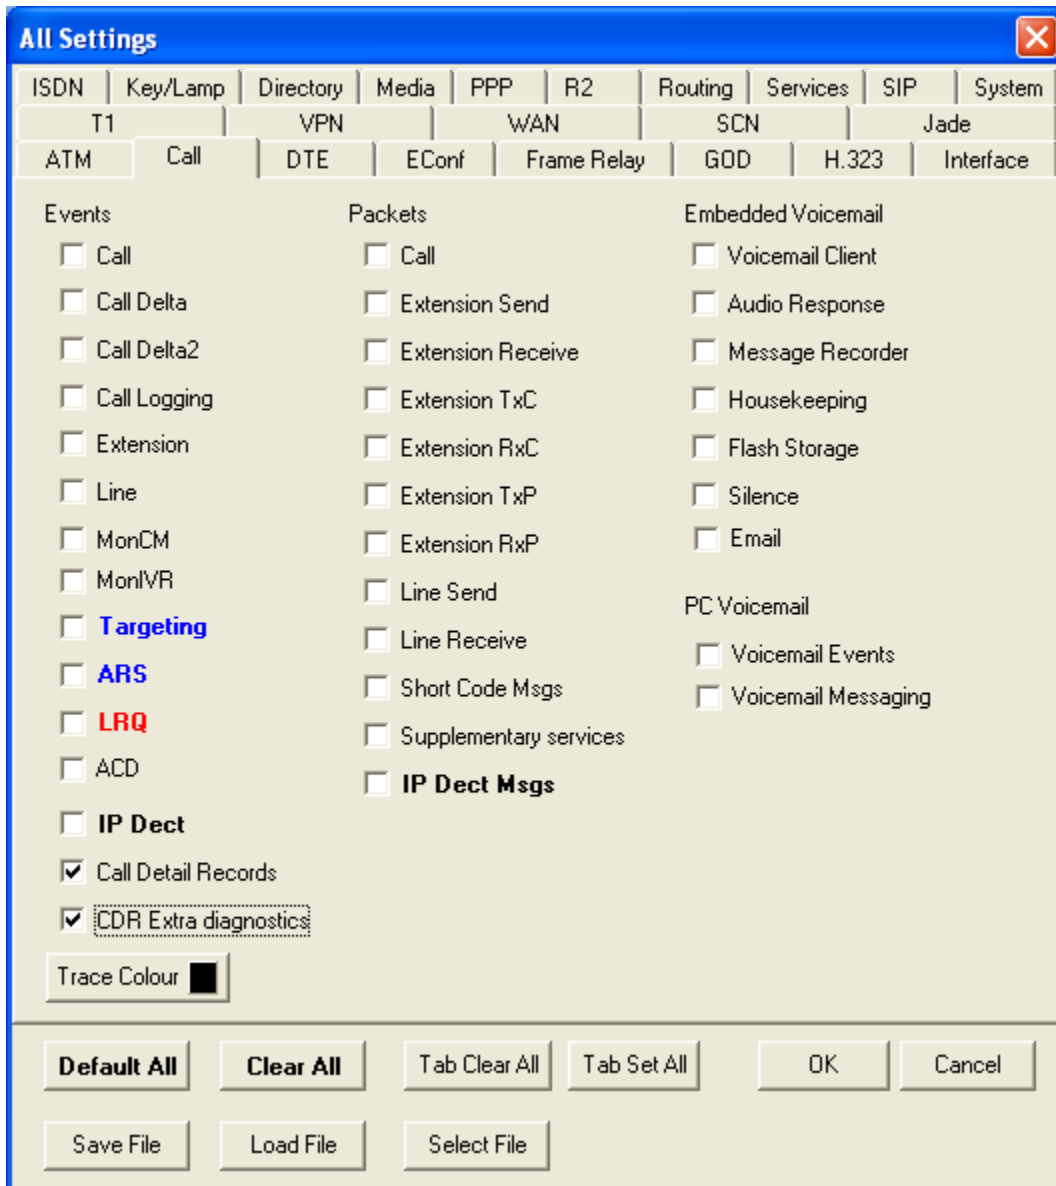 All Settings
ISDN Key/Lamp Directory Media PPP R2 Routing Services SIP System
T1 VPN WAN SCN Jade
ATM Call DTE EConf Frame Relay GOD H.323 Interface
Events
Call
Call Delta
Call Delta2
Call Logging
Extension
Line
MonCM
MonIVR
Targeting
ARS
LRQ
ACD
IP Dect
Call Detail Records
CDR Extra diagnostics
Trace Colour
Packets
Call
Extension Send
Extension Receive
Extension TxC
Extension RxC
Extension TxP
Extension RxP
Line Send
Line Receive
Short Code Msgs
Supplementary services
IP Dect Msgs
Embedded Voicemail
Voicemail Client
Audio Response
Message Recorder
Housekeeping
Flash Storage
Silence
Email
PC Voicemail
Voicemail Events
Voicemail Messaging
Default All Clear All Tab Clear All Tab Set All OK Cancel
Save File Load File Select File